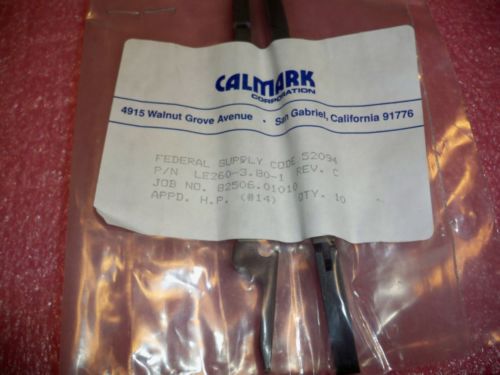 CALMARK
CORPORATION
4915 Walnut Grove Avenue • San Gabriel, California 91776
FEDERAL SUPPLY CODE 52094
P/N LE260-3.80-1 REV. C
JOB NO. 82506.01010
APPD. H.P. (#14) QTY. 10